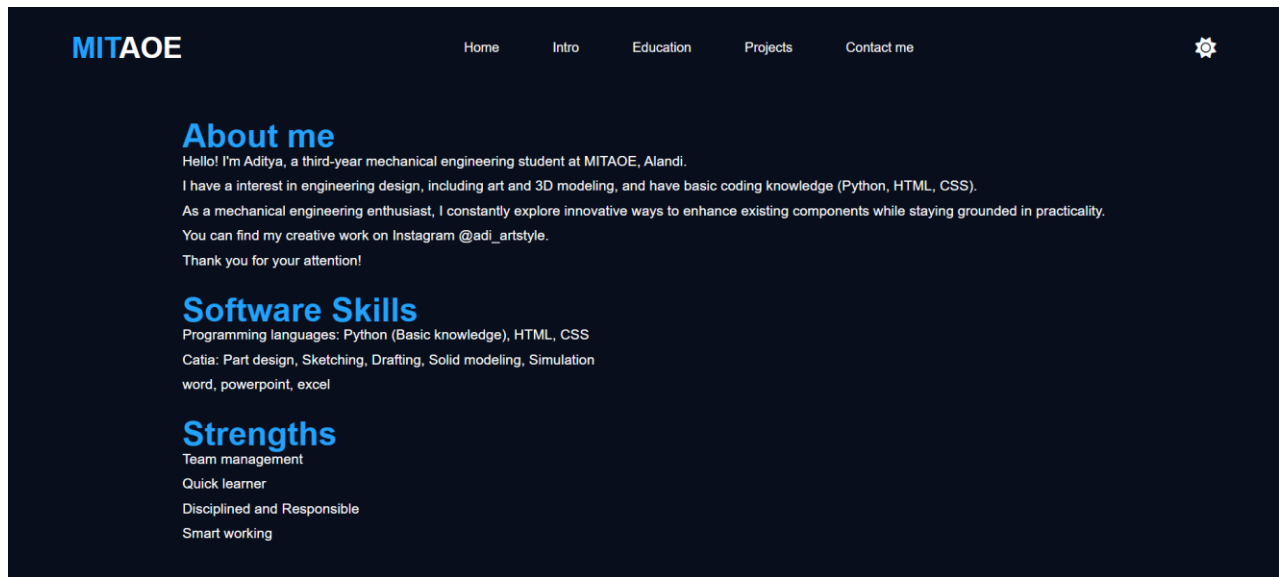 MITAOE
Home Intro Education Projects Contact me
About me
Hello! I'm Aditya, a third-year mechanical engineering student at MITAOE, Alandi.
I have a interest in engineering design, including art and 3D modeling, and have basic coding knowledge (Python, HTML, CSS).
As a mechanical engineering enthusiast, I constantly explore innovative ways to enhance existing components while staying grounded in practicality.
You can find my creative work on Instagram @adi_artstyle.
Thank you for your attention!
Software Skills
Programming languages: Python (Basic knowledge), HTML, CSS
Catia: Part design, Sketching, Drafting, Solid modeling, Simulation
word, powerpoint, excel
Strengths
Team management
Quick learner
Disciplined and Responsible
Smart working